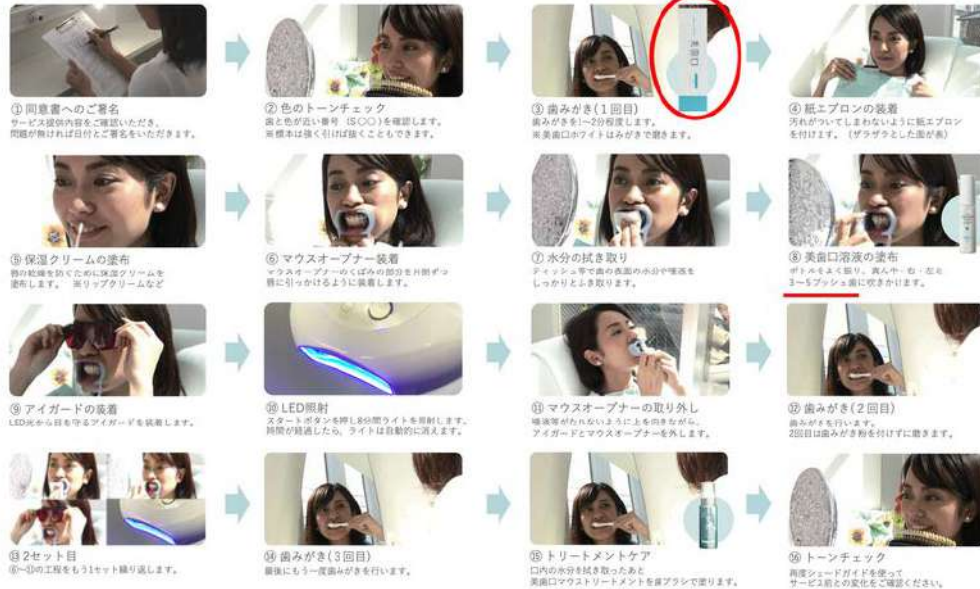 ① 同意書へのご署名
サービス提供内容をご確認いただき、
問題が無ければ日付とご署名をいただきます。
② 色のトーンチェック
歯と色が近い番号(S〇〇)を確認します。
※標本は強く引けば抜くこともできます。
美歯口
③ 歯みがき(1回目)
歯みがきを1~2分程度します。
※美歯口ホワイトはみがきで磨きます。
④ 紙エプロンの装着
汚れがついてしまわないように紙エプロン
を付けます。(ザラザラとした面が表)
⑤ 保湿クリームの塗布
唇の乾燥を防ぐために保湿クリームを
塗布します。 ※リップクリームなど
⑥ マウスオープナー装着
マウスオープナーのくぼみの部分を片側ずつ
唇に引っかけるように装着します。
⑦ 水分の拭き取り
ティッシュ等で歯の表面の水分や唾液を
しっかりとふき取ります。
⑧ 美歯口溶液の塗布
ボトルをよく振り、真ん中・右・左と
3~5プッシュ歯に吹きかけます。
⑨ アイガードの装着
LED光から目を守るアイガードを装着します。
⑩ LED照射
スタートボタンを押し8分間ライトを照射します。
時間が経過したら、ライトは自動的に消えます。
⑪ マウスオープナーの取り外し
唾液等がたれないように上を向きながら、
アイガードとマウスオープナーを外します。
⑫ 歯みがき(2回目)
歯みがきを行います。
2回目は歯みがき粉を付けずに磨きます。
⑬ 2セット目
⑥~⑪の工程をもう1セット繰り返します。
⑭ 歯みがき(3回目)
最後にもう一度歯みがきを行います。
⑮ トリートメントケア
口内の水分を拭き取ったあと
美歯口マウストリートメントを歯ブラシで塗ります。
⑯ トーンチェック
再度シェードガイドを使って
サービス前との変化をご確認ください。